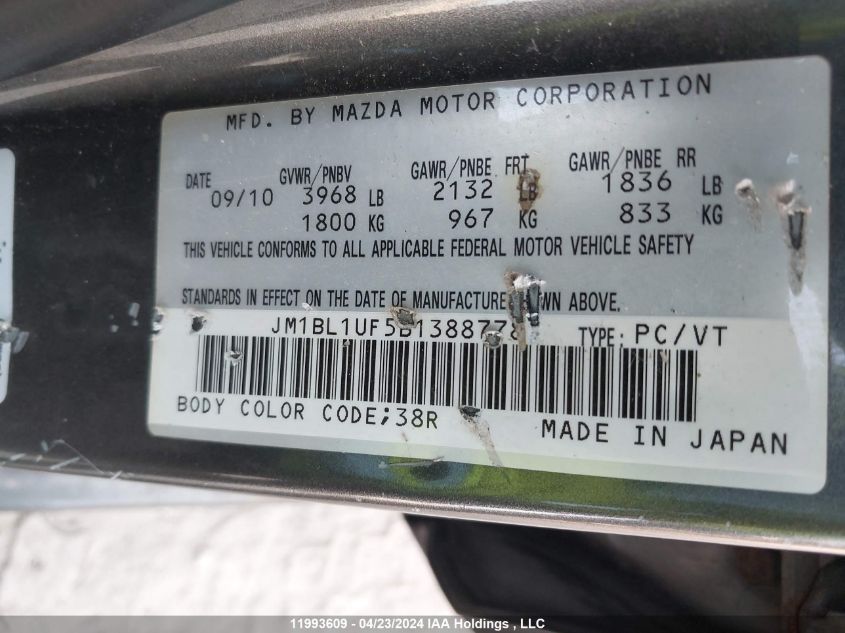 MFD. BY MAZDA MOTOR CORPORATION
DATE GVWR/PNBV GAWR/PNBE FRT GAWR/PNBE RR
09/10 3968 LB 2132 LB 1836 LB
1800 KG 967 KG 833 KG
THIS VEHICLE CONFORMS TO ALL APPLICABLE FEDERAL MOTOR VEHICLE SAFETY
STANDARDS IN EFFECT ON THE DATE OF MANUFACTURE SHOWN ABOVE.
JM1BL1UF5B1388778 TYPE: PC/VT
BODY COLOR CODE;38R
MADE IN JAPAN
11993609 - 04/23/2024 IAA Holdings , LLC